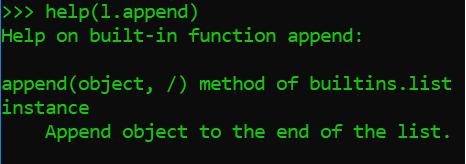 >>> help(l.append)
Help on built-in function append:
append(object, /) method of builtins.list
instance
    Append object to the end of the list.